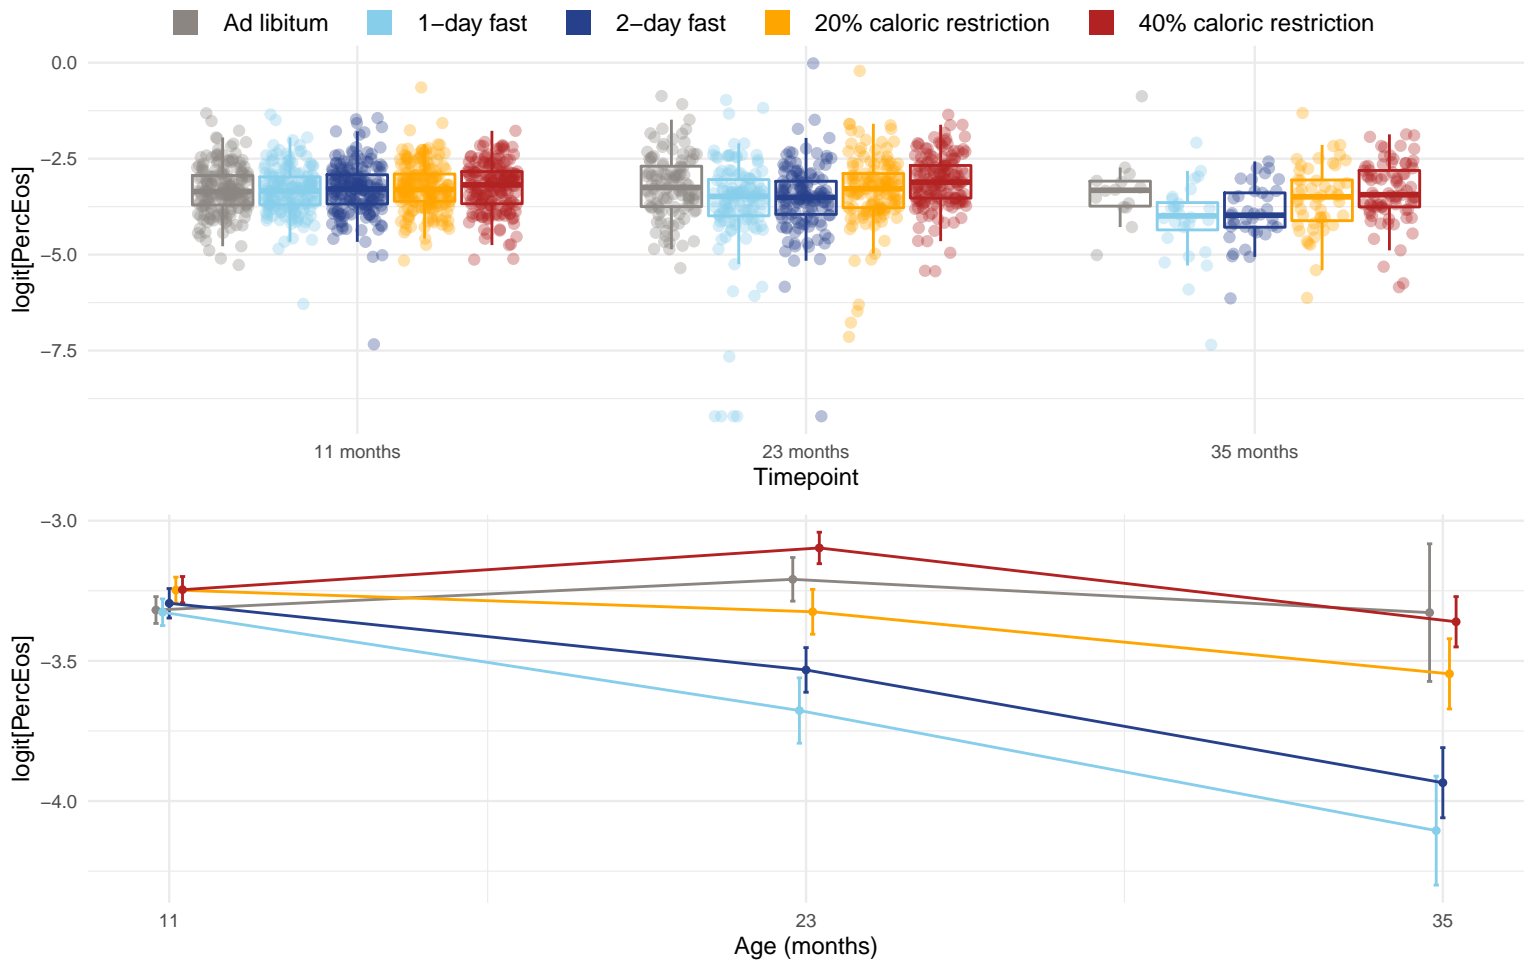 Ad libitum 1−day fast 2−day fast 20% caloric restriction 40% caloric restriction
0.0
−2.5
−5.0
−7.5
logit[PercEos]
11 months 23 months 35 months
Timepoint
−3.0
−3.5
−4.0
logit[PercEos]
11 23 35
Age (months)